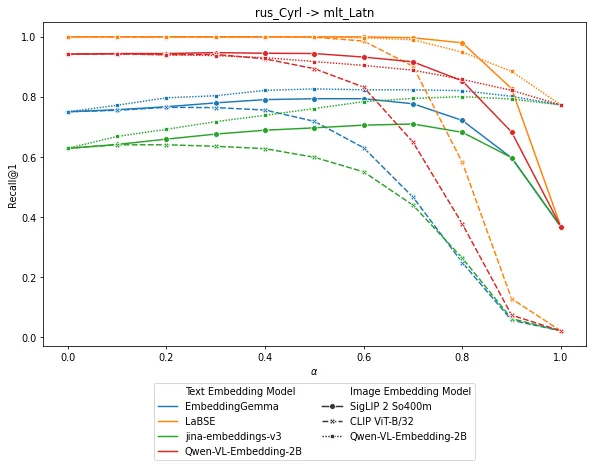 rus_Cyrl -> mlt_Latn
1.0
0.8
0.6
0.4
0.2
0.0
Recall@1
0.0 0.2 0.4 0.6 0.8 1.0
α
Text Embedding Model Image Embedding Model
EmbeddingGemma SigLIP 2 So400m
LaBSE CLIP ViT-B/32
jina-embeddings-v3 Qwen-VL-Embedding-2B
Qwen-VL-Embedding-2B